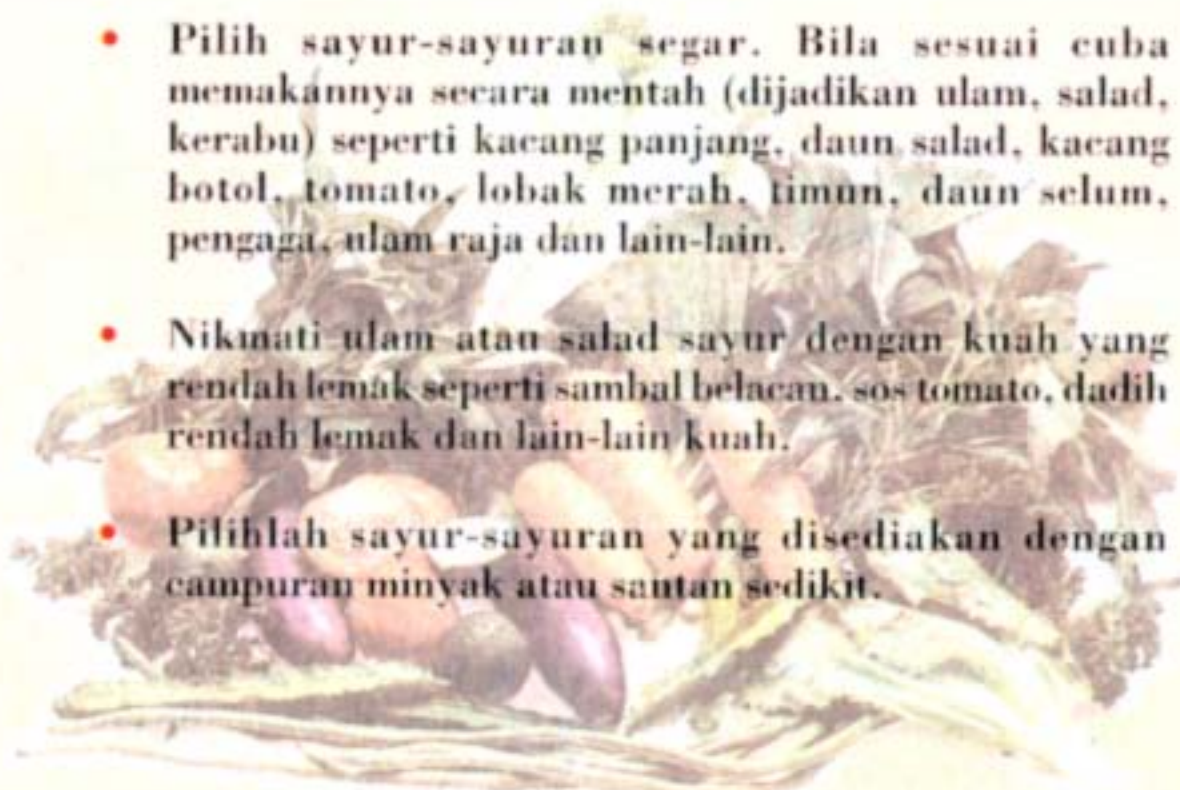 • Pilih sayur-sayuran segar. Bila sesuai cuba
memakannya secara mentah (dijadikan ulam, salad,
kerabu) seperti kacang panjang, daun salad, kacang
botol, tomato, lobak merah, timun, daun selum,
pengaga, ulam raja dan lain-lain.
• Nikmati ulam atau salad sayur dengan kuah yang
rendah lemak seperti sambal belacan, sos tomato, dadih
rendah lemak dan lain-lain kuah.
• Pilihlah sayur-sayuran yang disediakan dengan
campuran minyak atau santan sedikit.